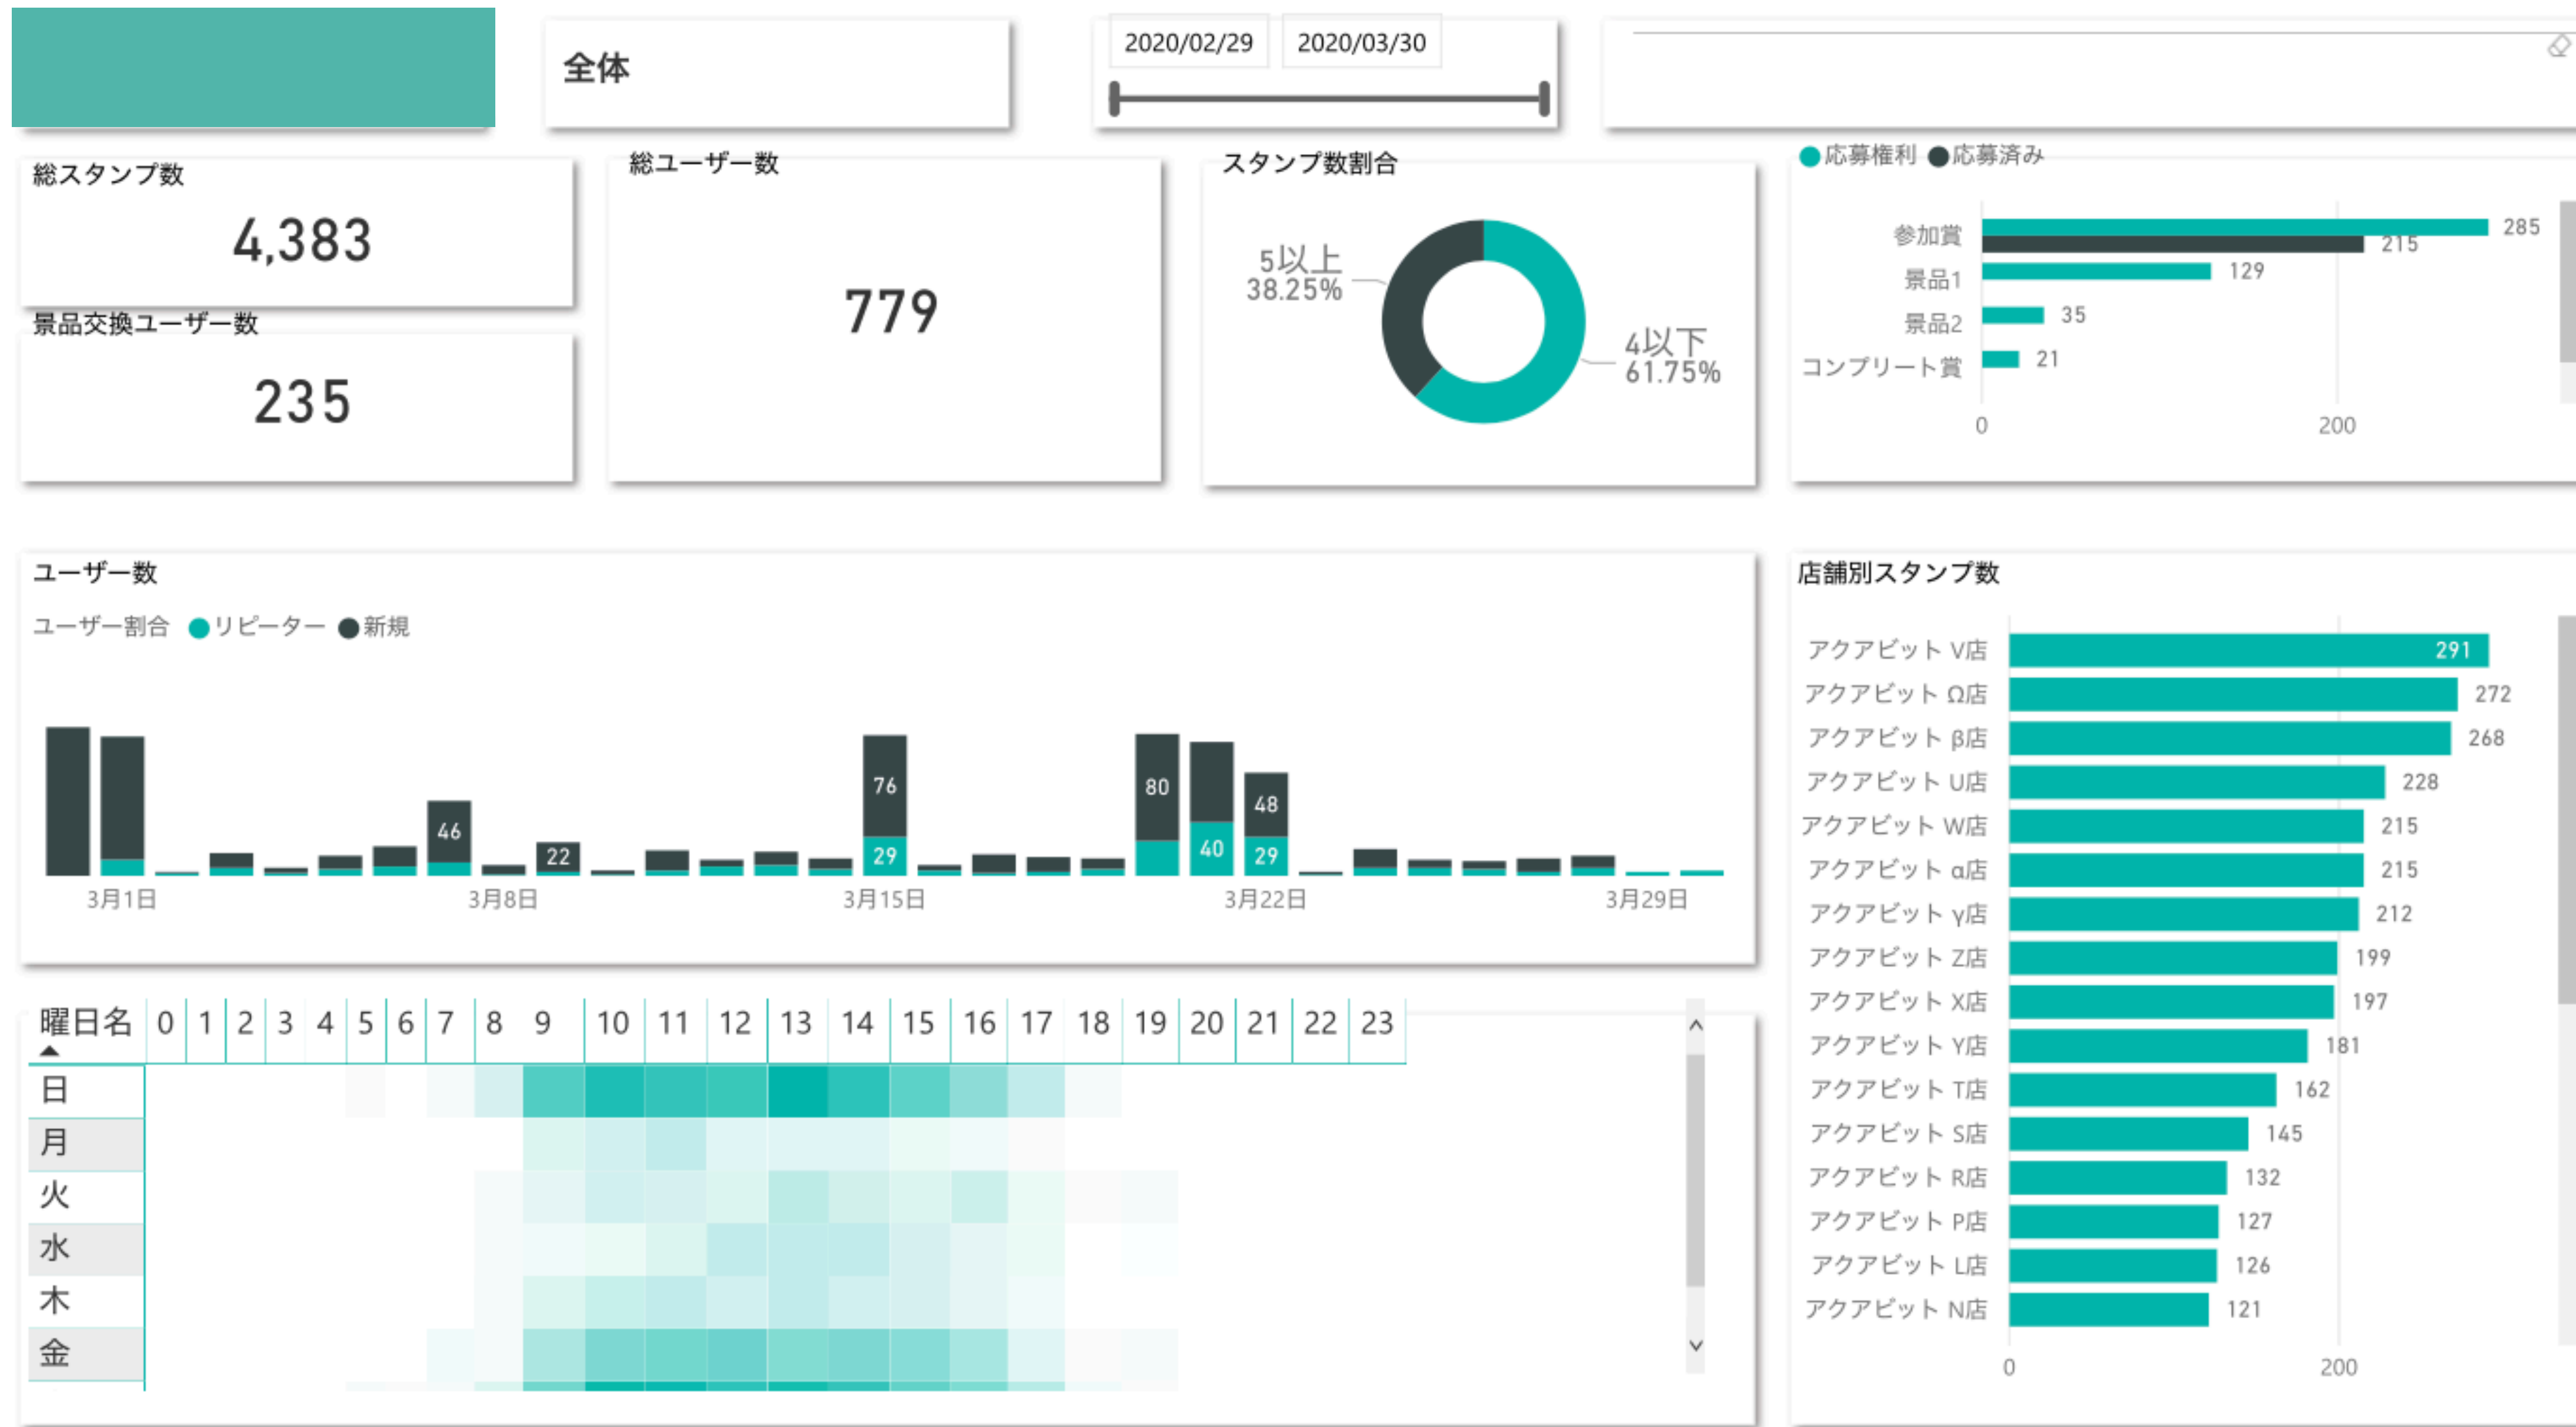 全体
2020/02/29 2020/03/30
総スタンプ数
4,383
景品交換ユーザー数
235
総ユーザー数
779
スタンプ数割合
5以上
38.25%
4以下
61.75%
応募権利 応募済み
参加賞 285
215
景品1 129
景品2 35
コンプリート賞 21
0 200
ユーザー数
ユーザー割合 リピーター 新規
46
22
76
29
80
40
48
29
3月1日 3月8日 3月15日 3月22日 3月29日
店舗別スタンプ数
アクアビット V店 291
アクアビット Ω店 272
アクアビット β店 268
アクアビット U店 228
アクアビット W店 215
アクアビット α店 215
アクアビット γ店 212
アクアビット Z店 199
アクアビット X店 197
アクアビット Y店 181
アクアビット T店 162
アクアビット S店 145
アクアビット R店 132
アクアビット P店 127
アクアビット L店 126
アクアビット N店 121
0 200
曜日名 0 1 2 3 4 5 6 7 8 9 10 11 12 13 14 15 16 17 18 19 20 21 22 23
日
月
火
水
木
金